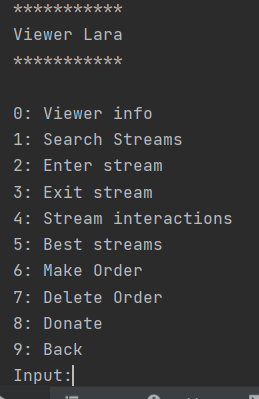 ***********
Viewer Lara
***********
0: Viewer info
1: Search Streams
2: Enter stream
3: Exit stream
4: Stream interactions
5: Best streams
6: Make Order
7: Delete Order
8: Donate
9: Back
Input: